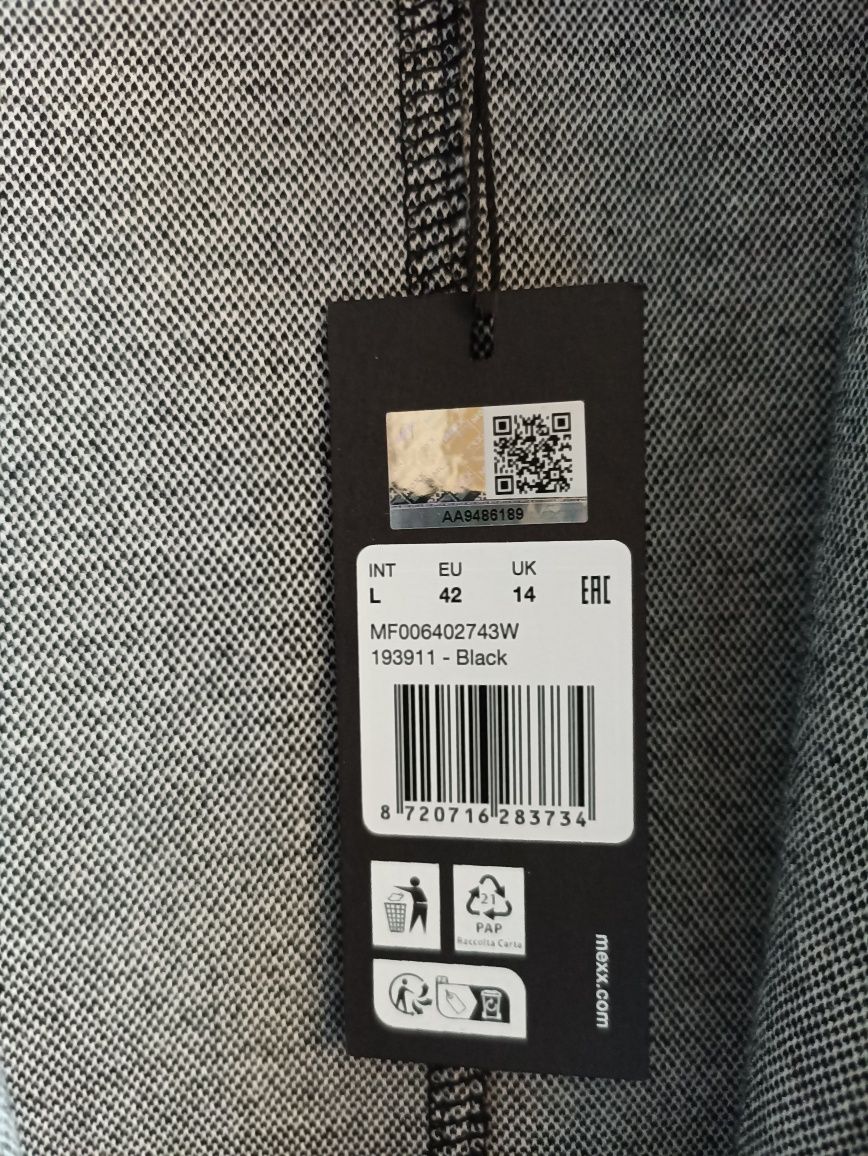 AA9486189
INT EU UK
L 42 14 EAC
MF006402743W
193911 - Black
8 720716 283734
21
PAP
Raccolta Carta
mexx.com